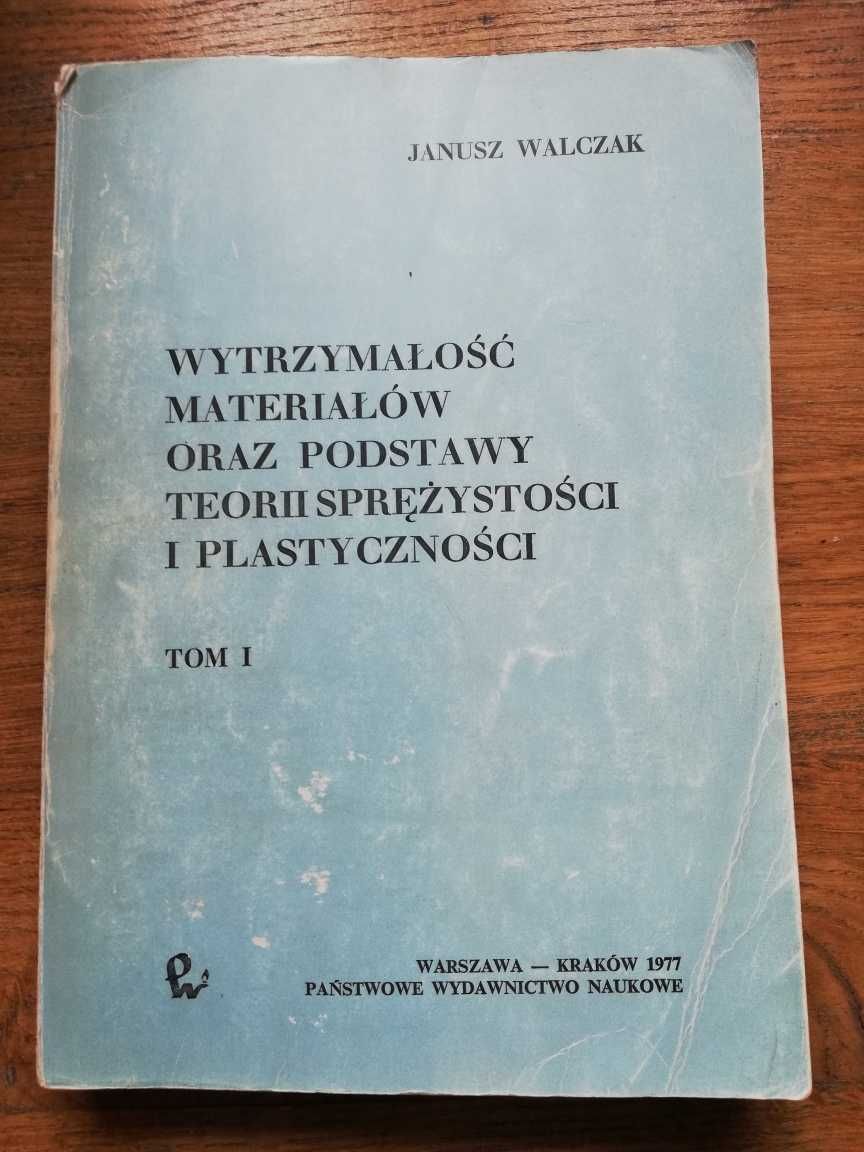 JANUSZ WALCZAK
WYTRZYMAŁOŚĆ
MATERIAŁÓW
ORAZ PODSTAWY
TEORII SPRĘŻYSTOŚCI
I PLASTYCZNOŚCI
TOM I
WARSZAWA — KRAKÓW 1977
PAŃSTWOWE WYDAWNICTWO NAUKOWE